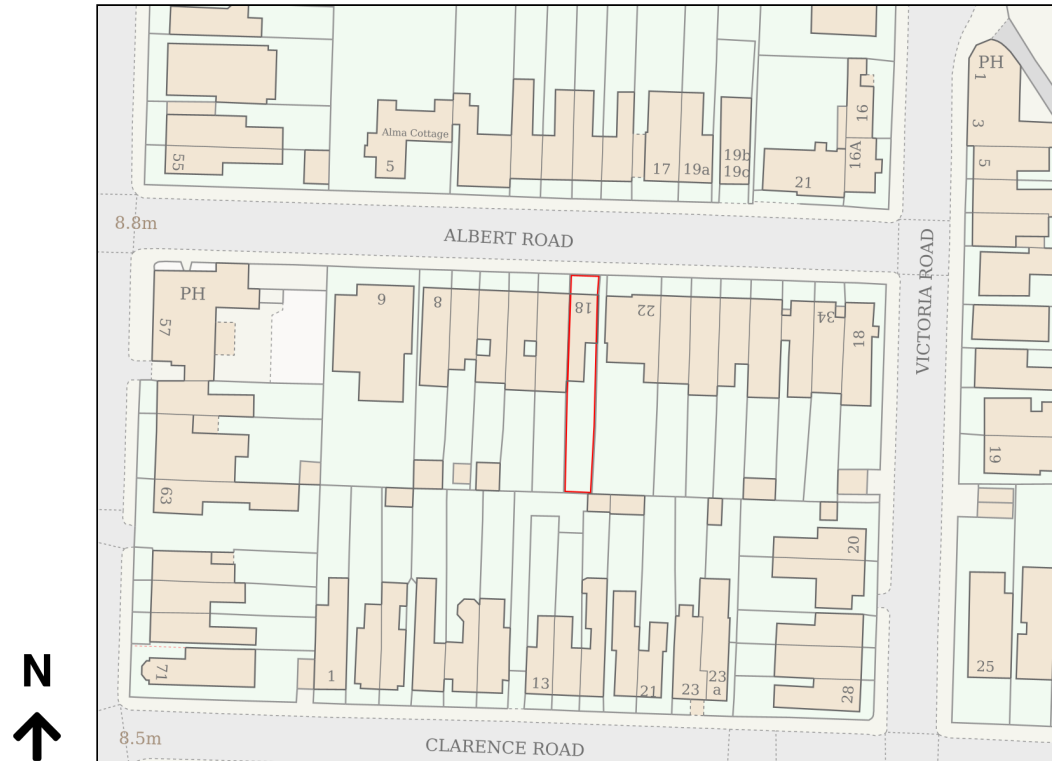 PH
1
16
Alma Cottage
3
55
5
17
19a
19b
19c
21
16A
5
8.8m
ALBERT ROAD
VICTORIA ROAD
PH
57
6
8
18
22
34
18
19
63
20
N
71
1
13
21
23
23
a
28
25
8.5m
CLARENCE ROAD